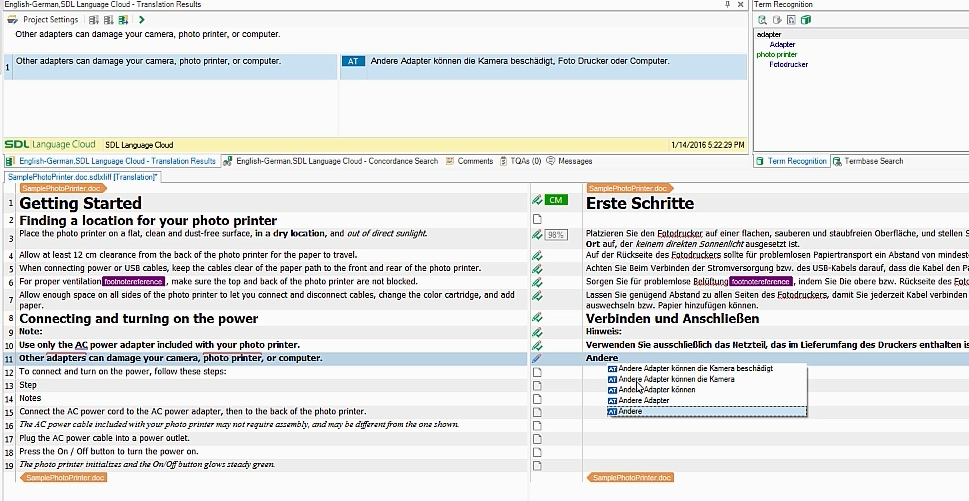 English-German,SDL Language Cloud - Translation Results
Term Recognition
Project Settings
Other adapters can damage your camera, photo printer, or computer.
adapter
Adapter
photo printer
Fotodrucker
1 Other adapters can damage your camera, photo printer, or computer. AT Andere Adapter können die Kamera beschädigt, Foto Drucker oder Computer.
SDL Language Cloud SDL Language Cloud 1/14/2016 5:22:29 PM
English-German,SDL Language Cloud - Translation Results English-German,SDL Language Cloud - Concordance Search Comments TQAs (0) Messages Term Recognition Termbase Search
SamplePhotoPrinter.doc.sdlxliff [Translation]*
SamplePhotoPrinter.doc SamplePhotoPrinter.doc
1 Getting Started CM Erste Schritte
2 Finding a location for your photo printer
3 Place the photo printer on a flat, clean and dust-free surface, in a dry location, and out of direct sunlight. 98% Platzieren Sie den Fotodrucker auf einer flachen, sauberen und staubfreien Oberfläche, und stellen S
Ort auf, der keinem direkten Sonnenlicht ausgesetzt ist.
4 Allow at least 12 cm clearance from the back of the photo printer for the paper to travel. Auf der Rückseite des Fotodruckers sollte für problemlosen Papiertransport ein Abstand von mindest
5 When connecting power or USB cables, keep the cables clear of the paper path to the front and rear of the photo printer. Achten Sie Beim Verbinden der Stromversorgung bzw. des USB-Kabels darauf, dass die Kabel den Pa
6 For proper ventilation footnotereference , make sure the top and back of the photo printer are not blocked. Sorgen Sie für problemlose Belüftung footnotereference , indem Sie Die obere bzw. Rückseite des Foto
7 Allow enough space on all sides of the photo printer to let you connect and disconnect cables, change the color cartridge, and add
paper. Lassen Sie genügend Abstand zu allen Seiten des Fotodruckers, damit Sie jederzeit Kabel verbinden
auswechseln bzw. Papier hinzufügen können.
8 Connecting and turning on the power Verbinden und Anschließen
9 Note: Hinweis:
10 Use only the AC power adapter included with your photo printer. Verwenden Sie ausschließlich das Netzteil, das im Lieferumfang des Druckers enthalten is
11 Other adapters can damage your camera, photo printer, or computer. Andere
12 To connect and turn on the power, follow these steps: AT Andere Adapter können die Kamera beschädigt
13 Step AT Andere Adapter können die Kamera
AT Andere Adapter können
14 Notes AT Andere Adapter
15 Connect the AC power cord to the AC power adapter, then to the back of the photo printer. AT Andere
16 The AC power cable included with your photo printer may not require assembly, and may be different from the one shown.
17 Plug the AC power cable into a power outlet.
18 Press the On / Off button to turn the power on.
19 The photo printer initializes and the On/Off button glows steady green.
SamplePhotoPrinter.doc SamplePhotoPrinter.doc